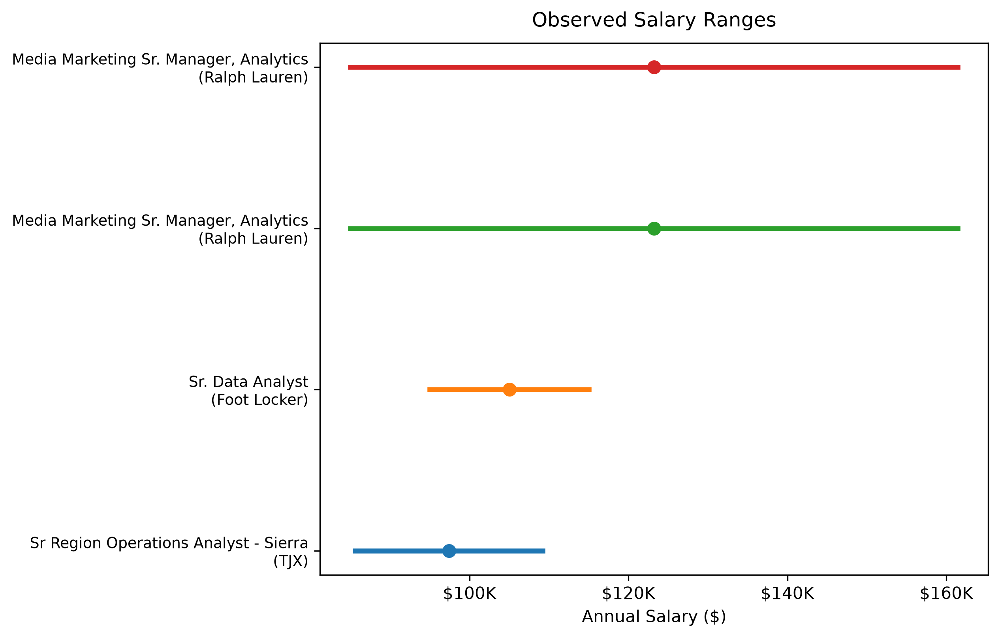 Observed Salary Ranges
Media Marketing Sr. Manager, Analytics
(Ralph Lauren)
Media Marketing Sr. Manager, Analytics
(Ralph Lauren)
Sr. Data Analyst
(Foot Locker)
Sr Region Operations Analyst - Sierra
(TJX)
$100K $120K $140K $160K
Annual Salary ($)